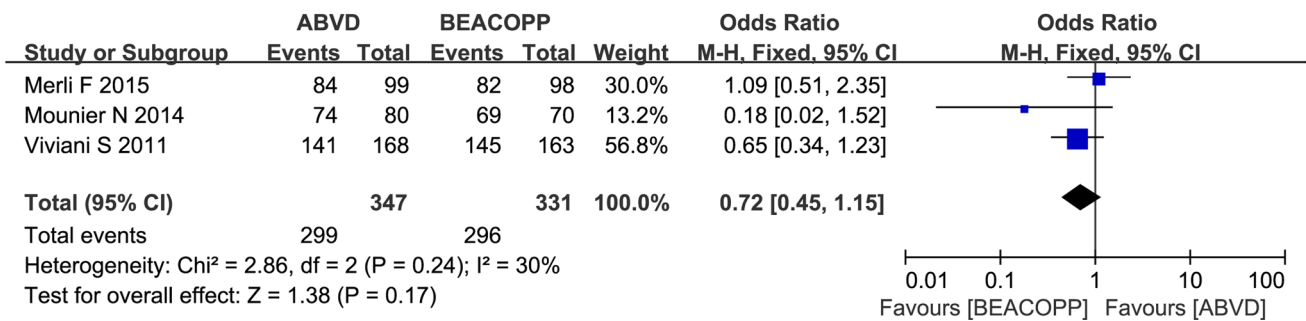 ABVD BEACOPP Odds Ratio Odds Ratio
Study or Subgroup Events Total Events Total Weight M-H, Fixed, 95% CI M-H, Fixed, 95% CI
Merli F 2015 84 99 82 98 30.0% 1.09 [0.51, 2.35]
Mounier N 2014 74 80 69 70 13.2% 0.18 [0.02, 1.52]
Viviani S 2011 141 168 145 163 56.8% 0.65 [0.34, 1.23]
Total (95% CI) 347 331 100.0% 0.72 [0.45, 1.15]
Total events 299 296
Heterogeneity: Chi² = 2.86, df = 2 (P = 0.24); I² = 30%
Test for overall effect: Z = 1.38 (P = 0.17)
0.01 0.1 1 10 100
Favours [BEACOPP] Favours [ABVD]